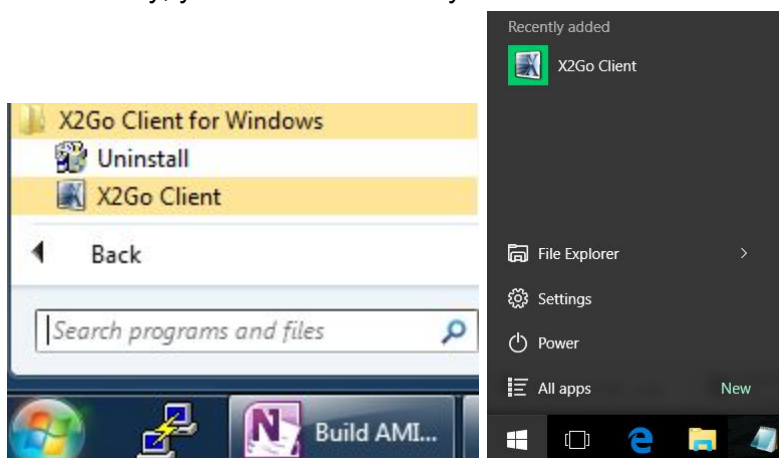 X2Go Client for Windows
Uninstall
X2Go Client
Back
Search programs and files
Build AMI...
Recently added
X2Go Client
File Explorer
Settings
Power
All apps New